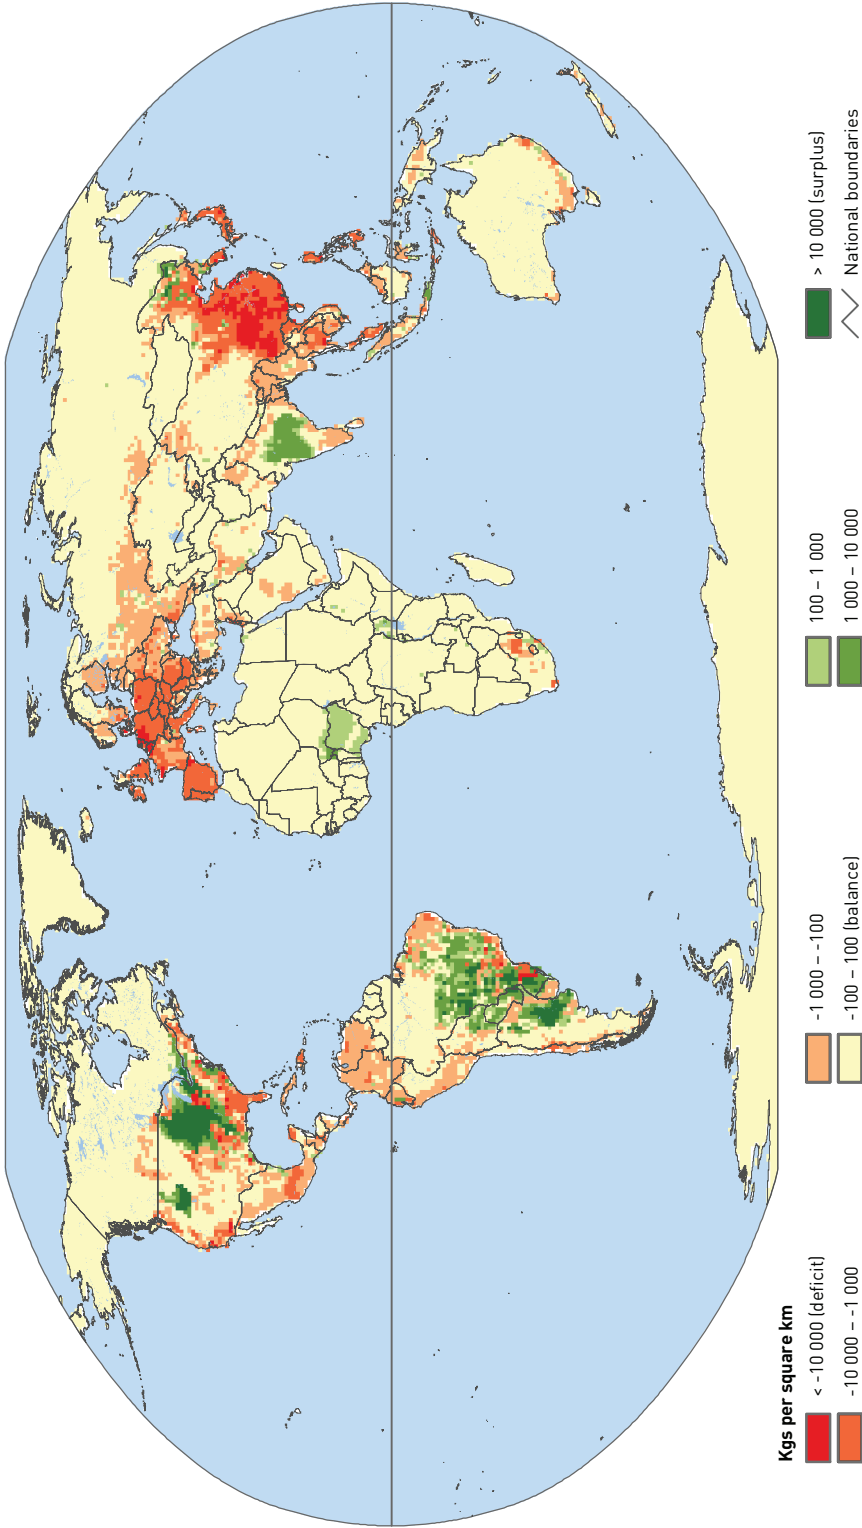 Kgs per square km
< -10 000 (deficit)
-10 000 – -1 000
-1 000 – -100
-100 – 100 (balance)
100 – 1 000
1 000 – 10 000
> 10 000 (surplus)
National boundaries